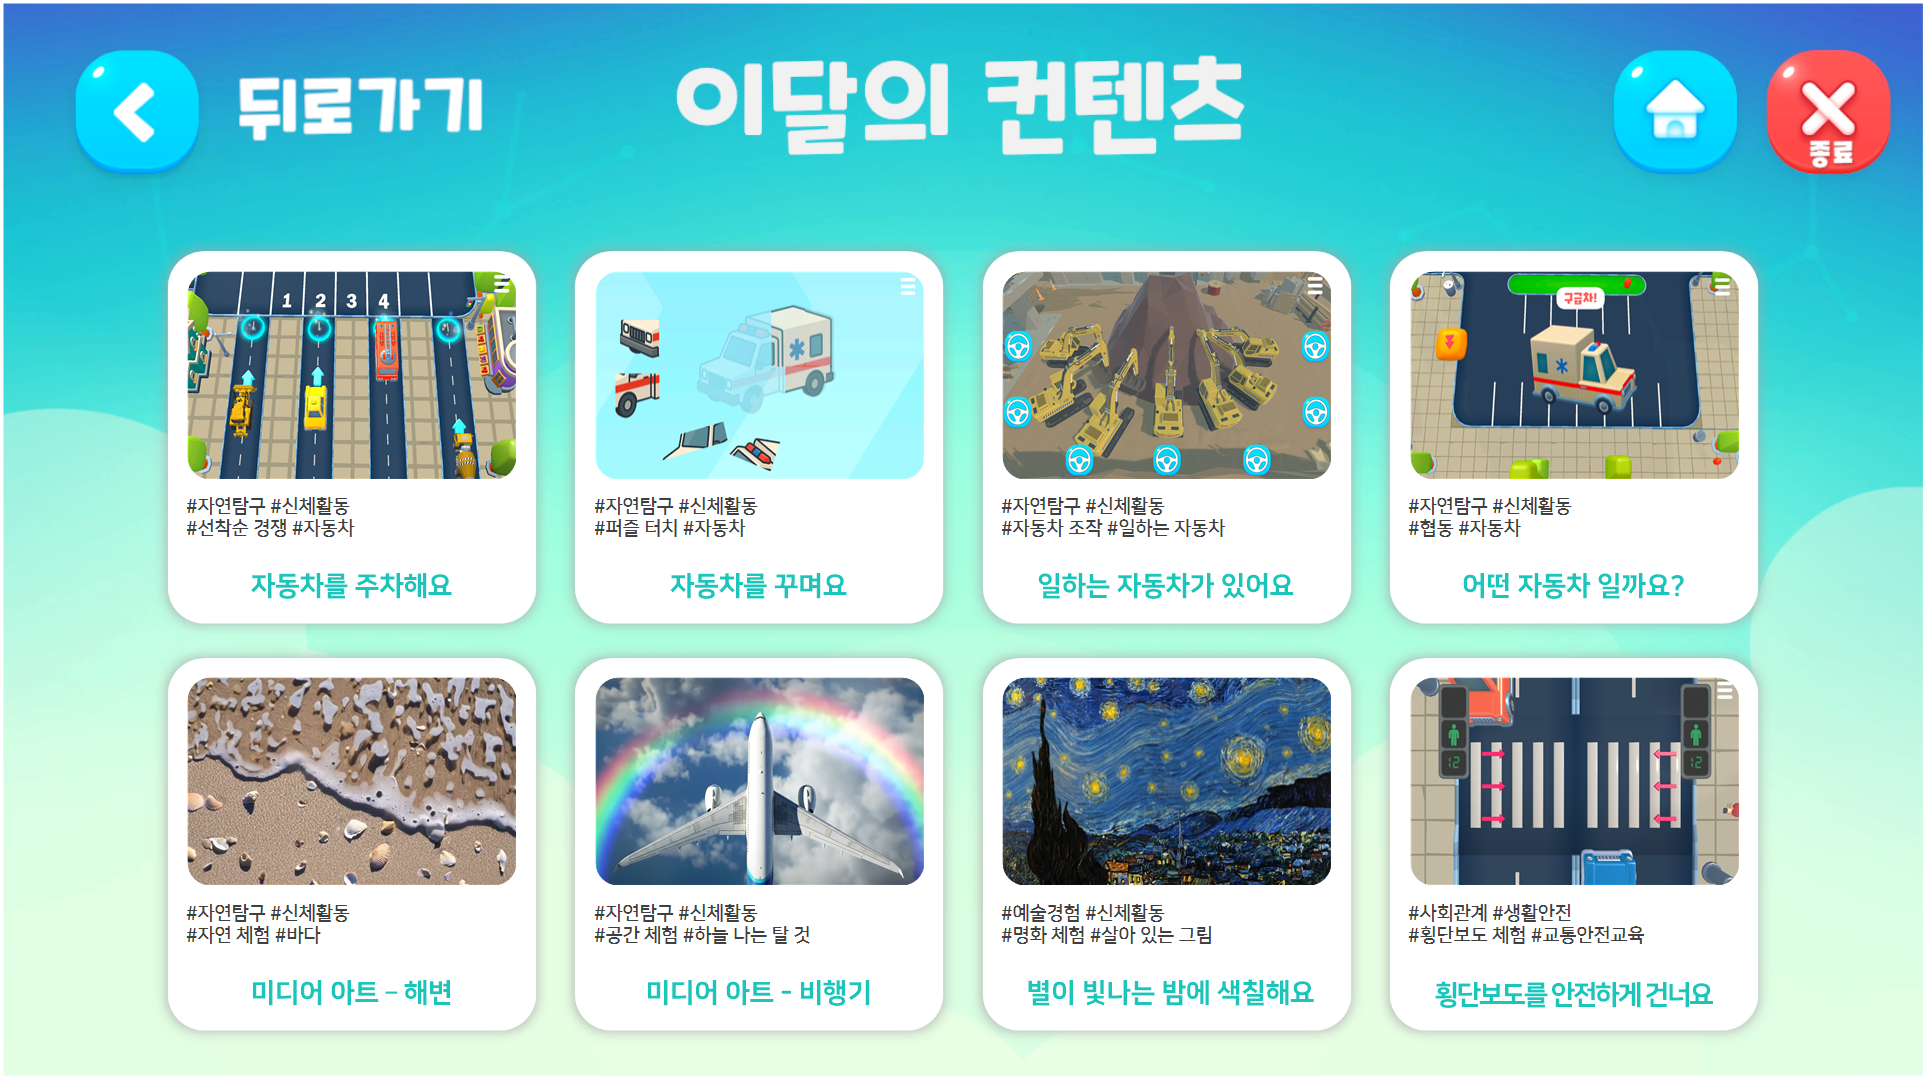 뒤로가기
이달의 컨텐츠
종료
1 2 3 4
#자연탐구 #신체활동
#선착순 경쟁 #자동차
자동차를 주차해요
#자연탐구 #신체활동
#퍼즐 터치 #자동차
자동차를 꾸며요
#자연탐구 #신체활동
#자동차 조작 #일하는 자동차
일하는 자동차가 있어요
구급차!
#자연탐구 #신체활동
#협동 #자동차
어떤 자동차 일까요?
#자연탐구 #신체활동
#자연 체험 #바다
미디어 아트 – 해변
#자연탐구 #신체활동
#공간 체험 #하늘 나는 탈 것
미디어 아트 - 비행기
#예술경험 #신체활동
#명화 체험 #살아 있는 그림
별이 빛나는 밤에 색칠해요
12
12
#사회관계 #생활안전
#횡단보도 체험 #교통안전교육
횡단보도를 안전하게 건너요